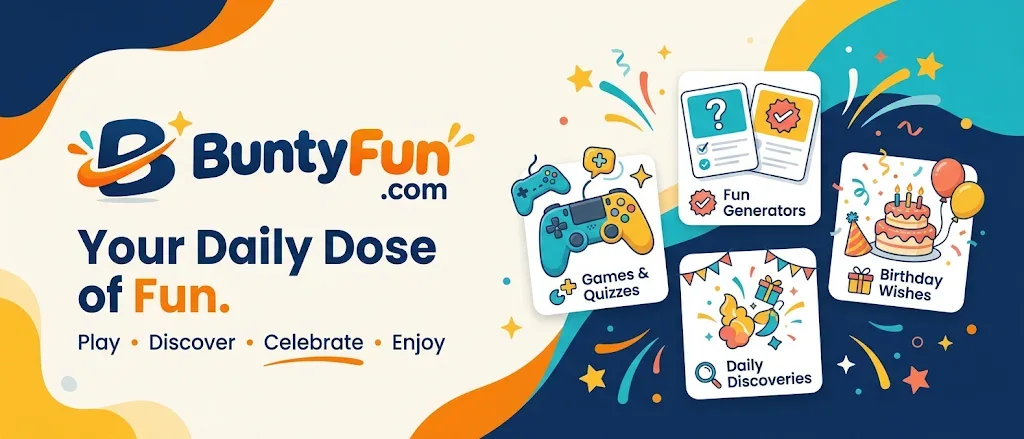 B BuntyFun
.com
Your Daily Dose
of Fun.
Play • Discover • Celebrate • Enjoy
?
Fun
Generators
Games &
Quizzes
Birthday
Wishes
Daily
Discoveries